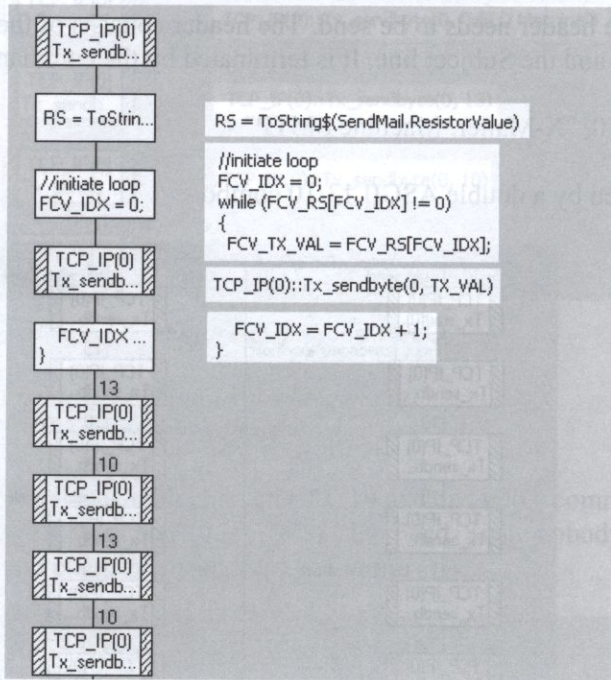 TCP_IP(0)
Tx_sendb...
RS = ToStrin...
RS = ToString$(SendMail.ResistorValue)
//initiate loop
FCV_IDX = 0;
//initiate loop
FCV_IDX = 0;
while (FCV_RS[FCV_IDX] != 0)
{
FCV_TX_VAL = FCV_RS[FCV_IDX];
TCP_IP(0)
Tx_sendb...
TCP_IP(0)::Tx_sendbyte(0, TX_VAL)
FCV_IDX ...
}
FCV_IDX = FCV_IDX + 1;
}
13
TCP_IP(0)
Tx_sendb...
10
TCP_IP(0)
Tx_sendb...
13
TCP_IP(0)
Tx_sendb...
10
TCP_IP(0)
Tx_sendb...